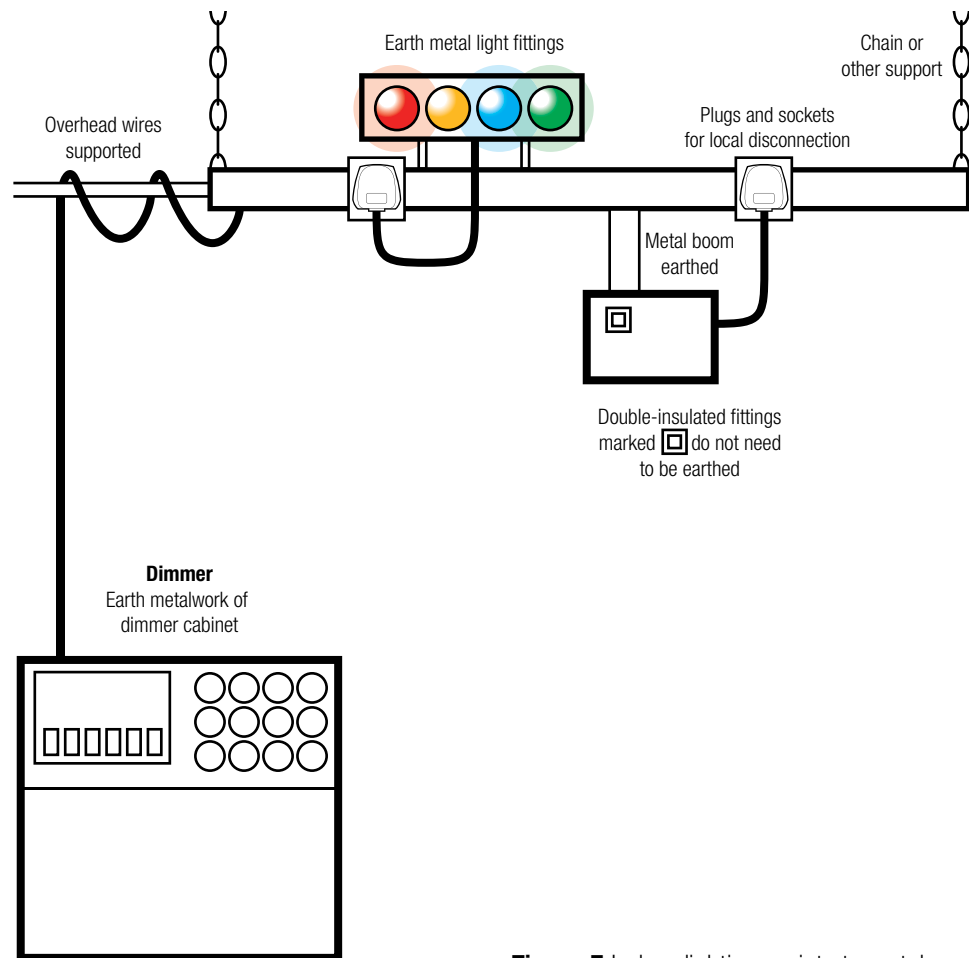 Earth metal light fittings
Chain or
other support
Overhead wires
supported
Plugs and sockets
for local disconnection
Metal boom
earthed
Double-insulated fittings
marked do not need
to be earthed
Dimmer
Earth metalwork of
dimmer cabinet